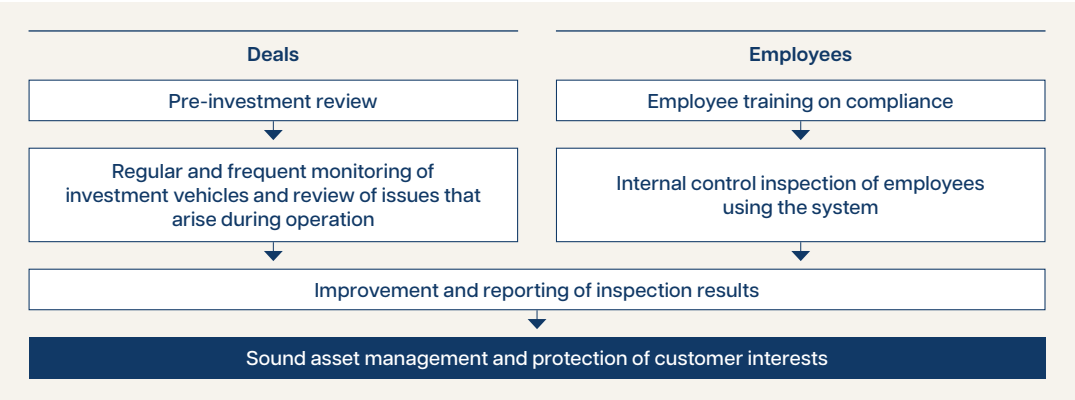 Deals
Pre-investment review
Regular and frequent monitoring of
investment vehicles and review of issues that
arise during operation
Employees
Employee training on compliance
Internal control inspection of employees
using the system
Improvement and reporting of inspection results
Sound asset management and protection of customer interests